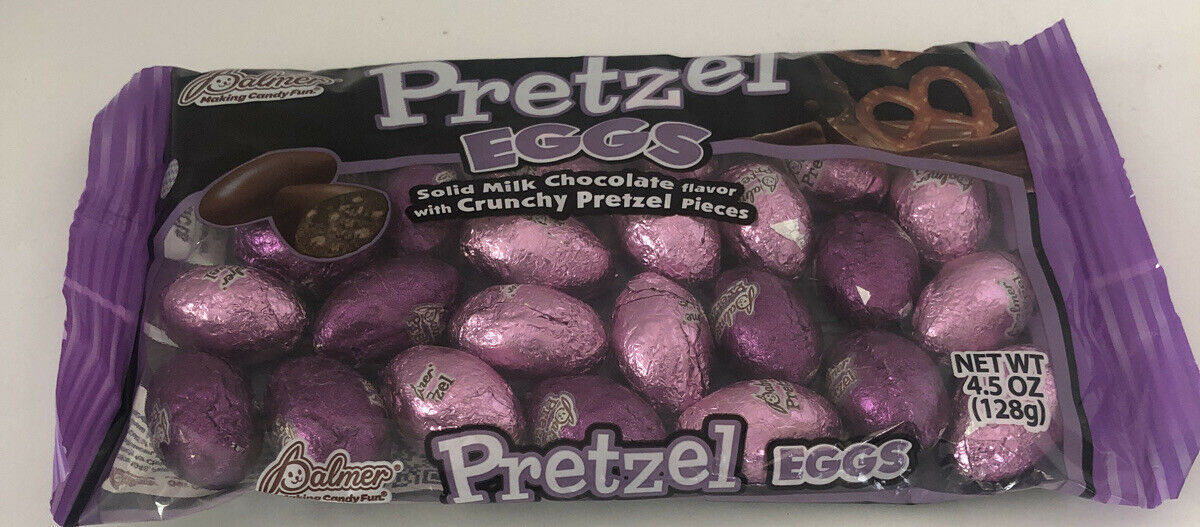 Palmer
Making Candy Fun.®
Pretzel
EGGS
Solid Milk Chocolate flavor
with Crunchy Pretzel Pieces
NET WT
4.5 OZ
(128g)
Palmer®
Making Candy Fun.®
Pretzel EGGS